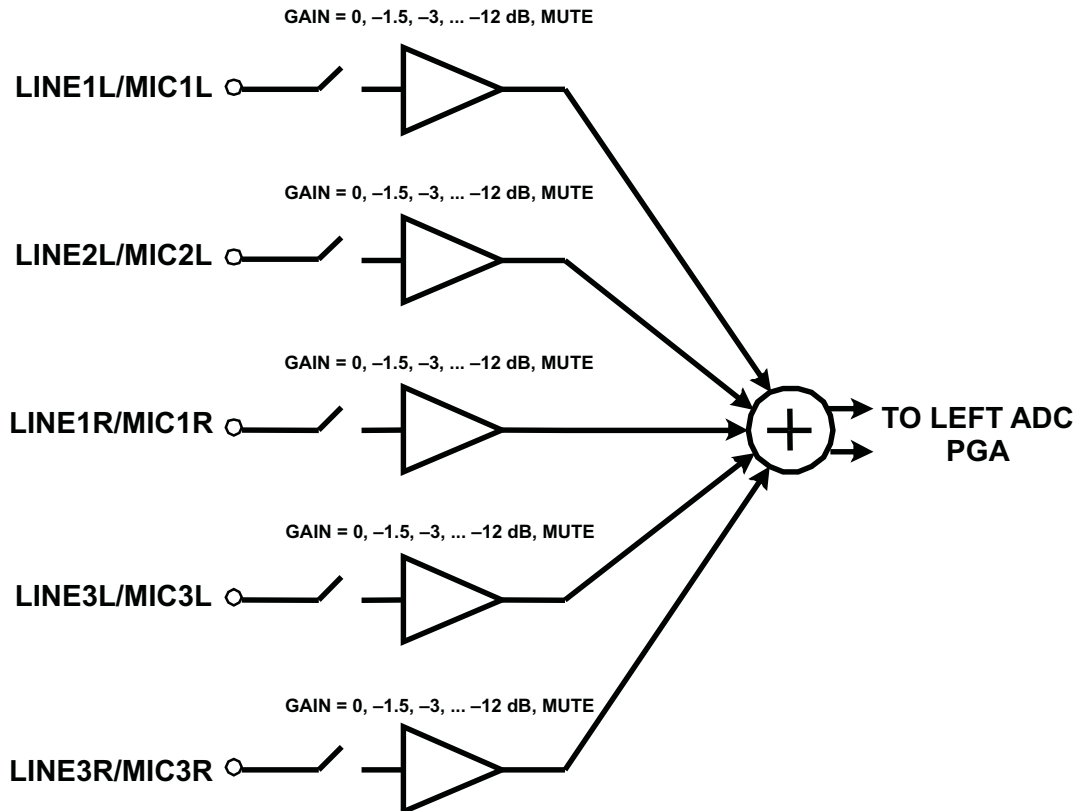 GAIN = 0, –1.5, –3, ... –12 dB, MUTE
LINE1L/MIC1L
GAIN = 0, –1.5, –3, ... –12 dB, MUTE
LINE2L/MIC2L
GAIN = 0, –1.5, –3, ... –12 dB, MUTE
LINE1R/MIC1R
TO LEFT ADC
PGA
GAIN = 0, –1.5, –3, ... –12 dB, MUTE
LINE3L/MIC3L
GAIN = 0, –1.5, –3, ... –12 dB, MUTE
LINE3R/MIC3R